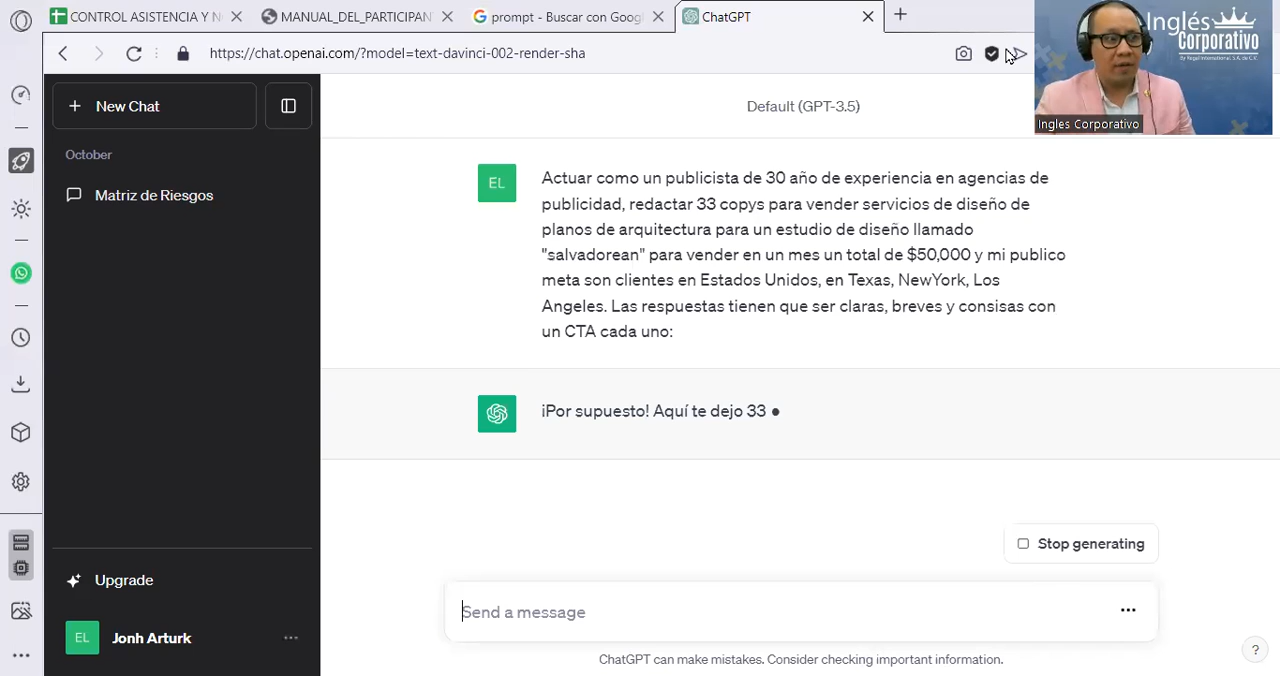 CONTROL ASISTENCIA Y N
MANUAL_DEL_PARTICIPAN
prompt - Buscar con Goog
ChatGPT
https://chat.openai.com/?model=text-davinci-002-render-sha
Inglés
Corporativo
By Regal International, S.A. de C.V.
Ingles Corporativo
New Chat
October
Matriz de Riesgos
Upgrade
EL
Jonh Arturk
Default (GPT-3.5)
EL
Actuar como un publicista de 30 año de experiencia en agencias de
publicidad, redactar 33 copys para vender servicios de diseño de
planos de arquitectura para un estudio de diseño llamado
"salvadorean" para vender en un mes un total de $50,000 y mi publico
meta son clientes en Estados Unidos, en Texas, NewYork, Los
Angeles. Las respuestas tienen que ser claras, breves y consisas con
un CTA cada uno:
¡Por supuesto! Aquí te dejo 33
Stop generating
Send a message
ChatGPT can make mistakes. Consider checking important information.
?